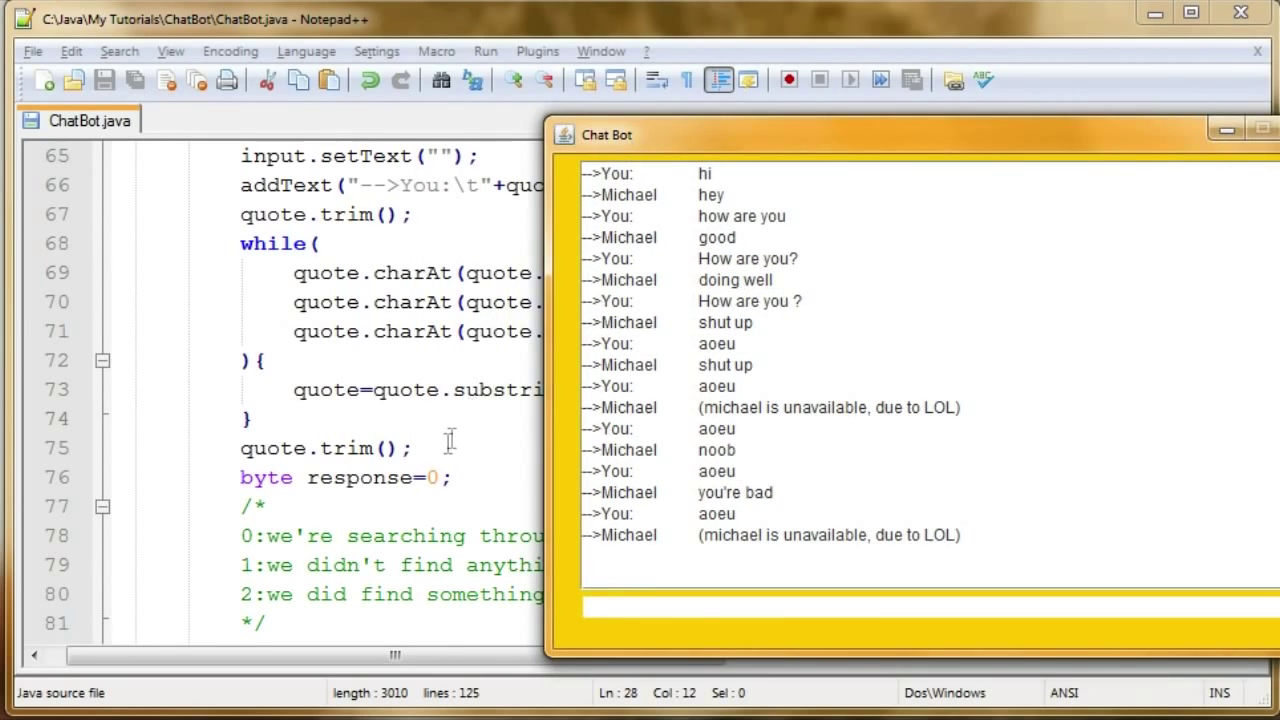 C:\Java\My Tutorials\ChatBot\ChatBot.java - Notepad++
File Edit Search View Encoding Language Settings Macro Run Plugins Window ? X
ABC
ChatBot.java
65 input.setText("");
66 addText("-->You:\t"+quo
67 quote.trim();
68 while(
69 quote.charAt(quote.
70 quote.charAt(quote.
71 quote.charAt(quote.
72 ){
73 quote=quote.substri
74 }
75 quote.trim();
76 byte response=0;
77 /*
78 0:we're searching throu
79 1:we didn't find anythi
80 2:we did find something
81 */
Chat Bot
-->You: hi
-->Michael hey
-->You: how are you
-->Michael good
-->You: How are you?
-->Michael doing well
-->You: How are you ?
-->Michael shut up
-->You: aoeu
-->Michael shut up
-->You: aoeu
-->Michael (michael is unavailable, due to LOL)
-->You: aoeu
-->Michael noob
-->You: aoeu
-->Michael you're bad
-->You: aoeu
-->Michael (michael is unavailable, due to LOL)
Java source file length : 3010 lines : 125 Ln : 28 Col : 12 Sel : 0 Dos\Windows ANSI INS